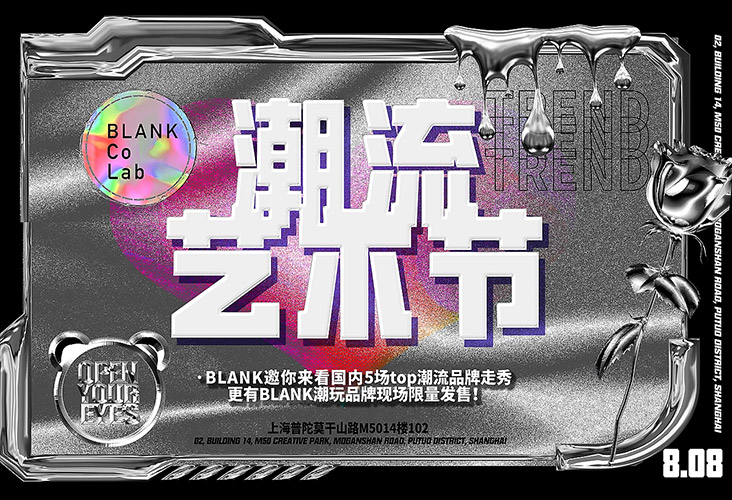 BLANK
Co
Lab
潮流
艺术节
TREND
TREND
TREND
OPEN
YOUR
EYES
·BLANK邀你来看国内5场top潮流品牌走秀
更有BLANK潮玩品牌现场限量发售!
上海普陀莫干山路M5014楼102
02, BUILDING 14, M50 CREATIVE PARK, MOGANSHAN ROAD, PUTUO DISTRICT, SHANGHAI
02, BUILDING 14, M50 CRE
OGANSHAN ROAD, PUTUO DISTRICT, SHANGHAI
8.08